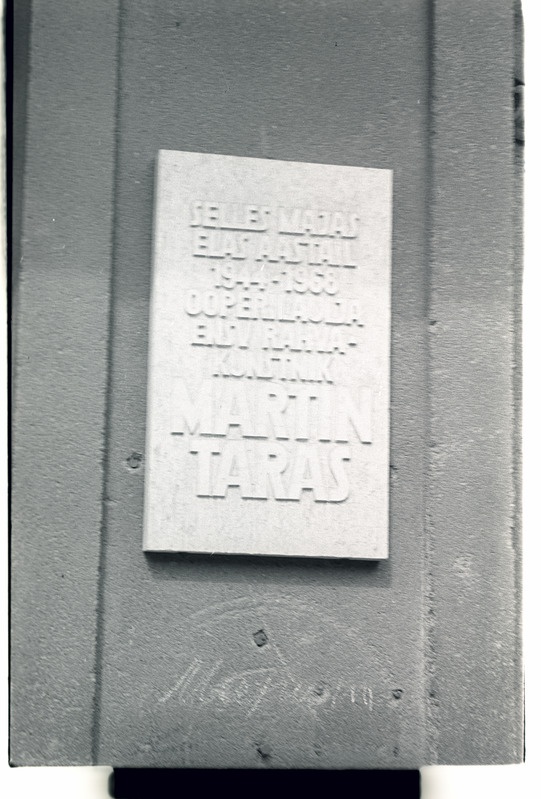 SELLES MAJAS
ELAS AASTAIL
1944-1968
OOPERILAULJA
ENSV RAHVA-
KUNSTNIK
MARTIN
TARAS